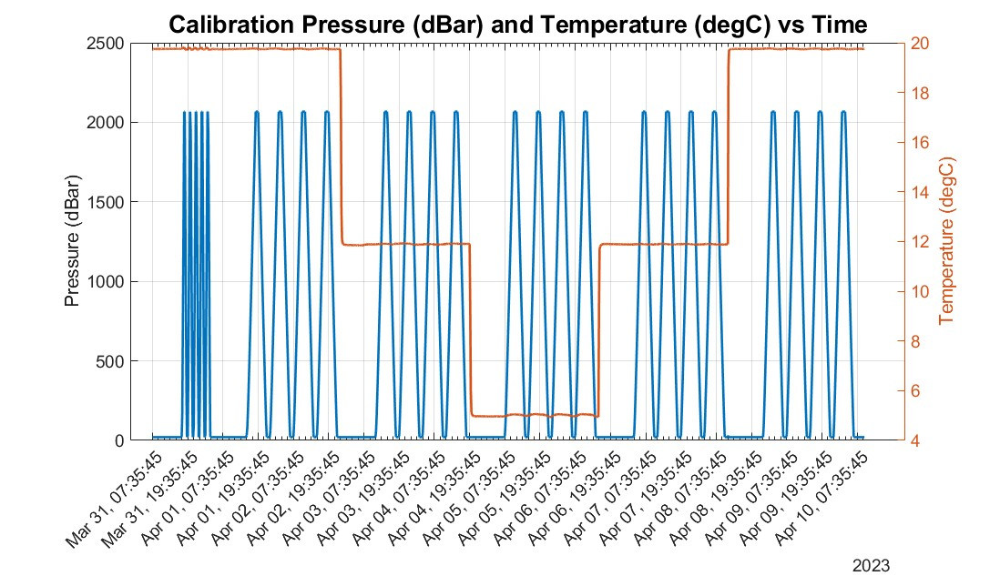 Calibration Pressure (dBar) and Temperature (degC) vs Time
2500
2000
1500
1000
500
0
Pressure (dBar)
20
18
16
14
12
10
8
6
4
Temperature (degC)
Mar 31, 07:35:45
Mar 31, 19:35:45
Apr 01, 07:35:45
Apr 01, 19:35:45
Apr 02, 07:35:45
Apr 02, 19:35:45
Apr 03, 07:35:45
Apr 03, 19:35:45
Apr 04, 07:35:45
Apr 04, 19:35:45
Apr 05, 07:35:45
Apr 05, 19:35:45
Apr 06, 07:35:45
Apr 06, 19:35:45
Apr 07, 07:35:45
Apr 07, 19:35:45
Apr 08, 07:35:45
Apr 08, 19:35:45
Apr 09, 07:35:45
Apr 09, 19:35:45
Apr 10, 07:35:45
2023